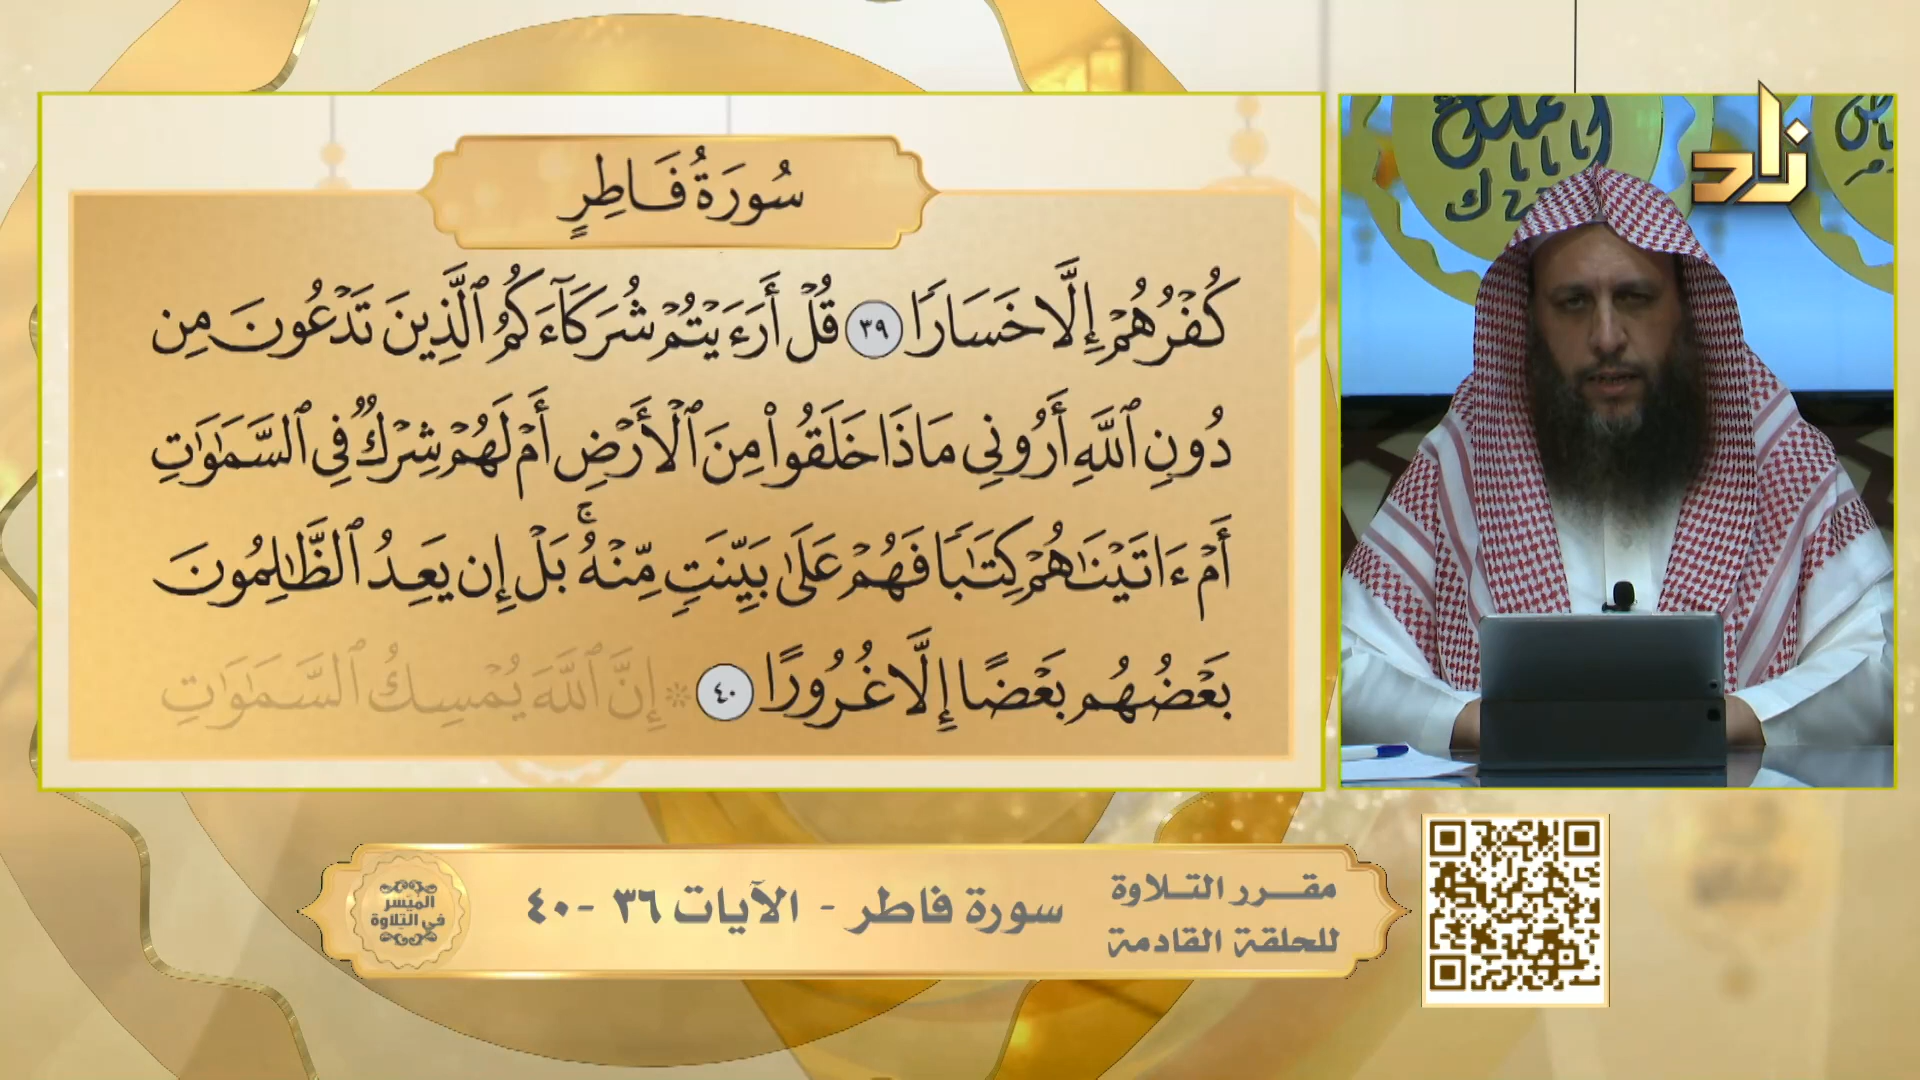 سُورَةُ فَاطِرٍ
كُفْرُهُمْ إِلَّا خَسَارًا ٣٩ قُلْ أَرَءَيْتُمْ شُرَكَآءَكُمُ ٱلَّذِينَ تَدْعُونَ مِن
دُونِ ٱللَّهِ أَرُونِى مَاذَا خَلَقُوا۟ مِنَ ٱلْأَرْضِ أَمْ لَهُمْ شِرْكٌ فِى ٱلسَّمَٰوَٰتِ
أَمْ ءَاتَيْنَٰهُمْ كِتَٰبًا فَهُمْ عَلَىٰ بَيِّنَتٍ مِّنْهُ ۚ بَلْ إِن يَعِدُ ٱلظَّٰلِمُونَ
بَعْضُهُم بَعْضًا إِلَّا غُرُورًا ٤٠ ۞ إِنَّ ٱللَّهَ يُمْسِكُ ٱلسَّمَٰوَٰتِ
زاد
مقرر التلاوة
للحلقة القادمة
سورة فاطر - الآيات ٣٦ -٤٠
الميسر
في التلاوة